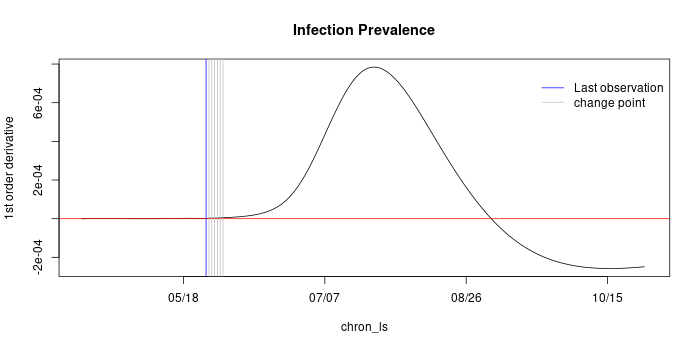 Infection Prevalence
1st order derivative
6e-04
2e-04
-2e-04
Last observation
change point
05/18
07/07
08/26
10/15
chron_ls